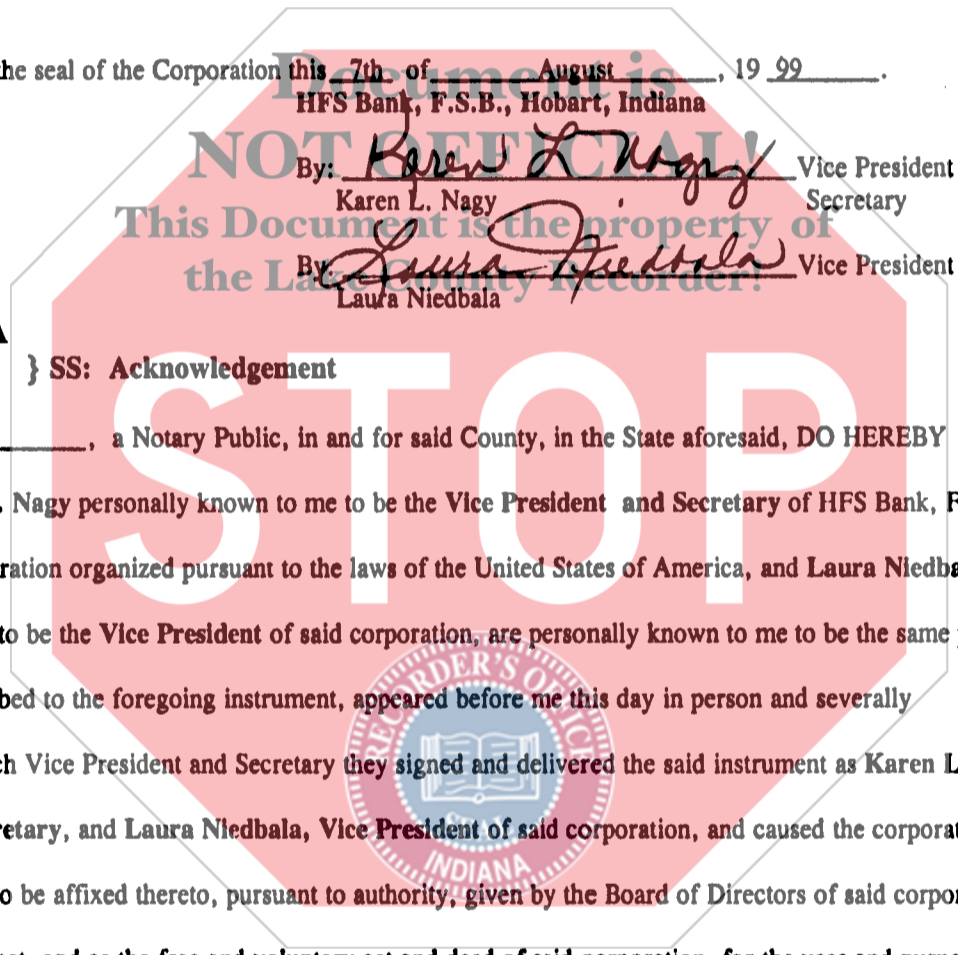 he seal of the Corporation this 7th of August, 19 99.
Document is
HFS Bank, F.S.B., Hobart, Indiana
NOT OFFICIAL!
By: Karen L Nagy Vice President
Karen L. Nagy Secretary
This Document is the property of
By Laura Niedbala Vice President
the Lake County Recorder!
Laura Niedbala
A
} SS: Acknowledgement
STOP
, a Notary Public, in and for said County, in the State aforesaid, DO HEREBY
. Nagy personally known to me to be the Vice President and Secretary of HFS Bank, F
ration organized pursuant to the laws of the United States of America, and Laura Niedba
to be the Vice President of said corporation, are personally known to me to be the same
bed to the foregoing instrument, appeared before me this day in person and severally
RECORDER'S OFFICE
ch Vice President and Secretary they signed and delivered the said instrument as Karen L
SEAL
retary, and Laura Niedbala, Vice President of said corporation, and caused the corporat
INDIANA
o be affixed thereto, pursuant to authority, given by the Board of Directors of said corpor